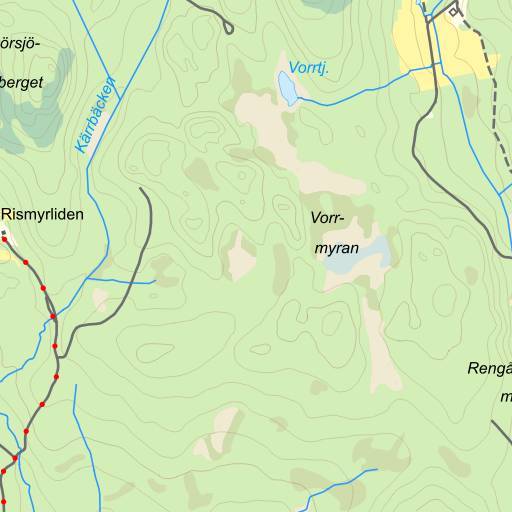 örsjö-
berget
Vorrtj.
Kärrbäcken
Rismyrliden
Vorr-
myran
Rengå
m